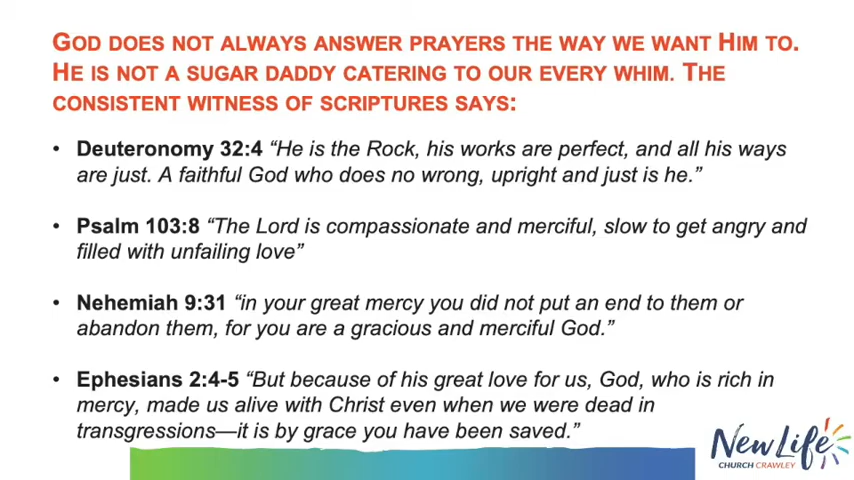 GOD DOES NOT ALWAYS ANSWER PRAYERS THE WAY WE WANT HIM TO.
HE IS NOT A SUGAR DADDY CATERING TO OUR EVERY WHIM. THE
CONSISTENT WITNESS OF SCRIPTURES SAYS:
• Deuteronomy 32:4 “He is the Rock, his works are perfect, and all his ways
are just. A faithful God who does no wrong, upright and just is he.”
• Psalm 103:8 “The Lord is compassionate and merciful, slow to get angry and
filled with unfailing love”
• Nehemiah 9:31 “in your great mercy you did not put an end to them or
abandon them, for you are a gracious and merciful God.”
• Ephesians 2:4-5 “But because of his great love for us, God, who is rich in
mercy, made us alive with Christ even when we were dead in
transgressions—it is by grace you have been saved.”
New Life
CHURCH CRAWLEY